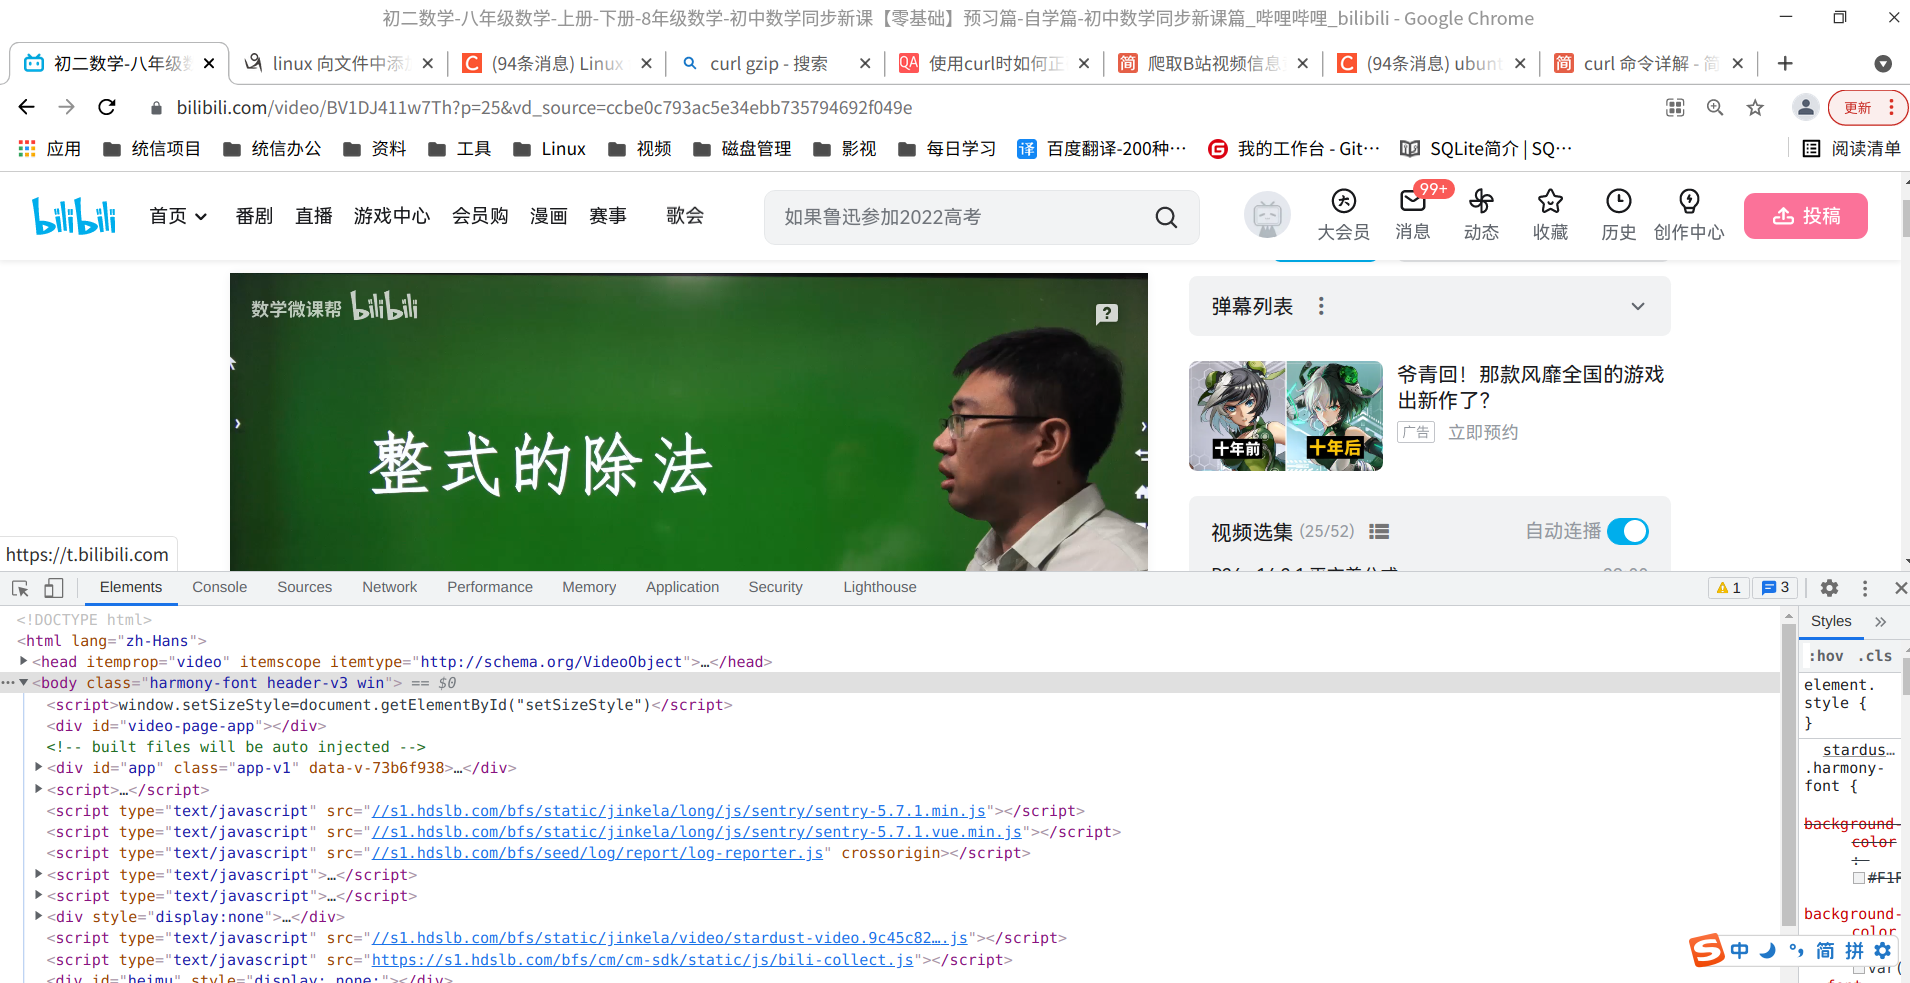 初二数学-八年级数学-上册-下册-8年级数学-初中数学同步新课【零基础】预习篇-自学篇-初中数学同步新课篇_哔哩哔哩_bilibili - Google Chrome
初二数学-八年级数 linux 向文件中添 (94条消息) Linux curl gzip - 搜索 使用curl时如何正 爬取B站视频信息 (94条消息) ubunt curl 命令详解 - 简
bilibili.com/video/BV1DJ411w7Th?p=25&vd_source=ccbe0c793ac5e34ebb735794692f049e 更新
应用 统信项目 统信办公 资料 工具 Linux 视频 磁盘管理 影视 每日学习 译 百度翻译-200种… 我的工作台 - Git… SQLite简介 | SQ… 阅读清单
bilibili 首页 番剧 直播 游戏中心 会员购 漫画 赛事 歌会 如果鲁迅参加2022高考 大会员 99+ 消息 动态 收藏 历史 创作中心 投稿
数学微课帮 bilibili
整式的除法
弹幕列表
爷青回！那款风靡全国的游戏
出新作了？
广告 立即预约
十年前 十年后
视频选集 (25/52) 自动连播
https://t.bilibili.com
Elements Console Sources Network Performance Memory Application Security Lighthouse 1 3
<!DOCTYPE html>
<html lang="zh-Hans">
<head itemprop="video" itemscope itemtype="http://schema.org/VideoObject">…</head>
<body class="harmony-font header-v3 win"> == $0
<script>window.setSizeStyle=document.getElementById("setSizeStyle")</script>
<div id="video-page-app"></div>
<!-- built files will be auto injected -->
<div id="app" class="app-v1" data-v-73b6f938>…</div>
<script>…</script>
<script type="text/javascript" src="//s1.hdslb.com/bfs/static/jinkela/long/js/sentry/sentry-5.7.1.min.js"></script>
<script type="text/javascript" src="//s1.hdslb.com/bfs/static/jinkela/long/js/sentry/sentry-5.7.1.vue.min.js"></script>
<script type="text/javascript" src="//s1.hdslb.com/bfs/seed/log/report/log-reporter.js" crossorigin></script>
<script type="text/javascript">…</script>
<script type="text/javascript">…</script>
<div style="display:none">…</div>
<script type="text/javascript" src="//s1.hdslb.com/bfs/static/jinkela/video/stardust-video.9c45c82….js"></script>
<script type="text/javascript" src="https://s1.hdslb.com/bfs/cm/cm-sdk/static/js/bili-collect.js"></script>
<div id="heimu" style="display: none;"></div>
Styles
:hov .cls
element.
style {
}
stardus…
.harmony-
font {
background-
color
:
#F1F
background-
color
中 简 拼
var(